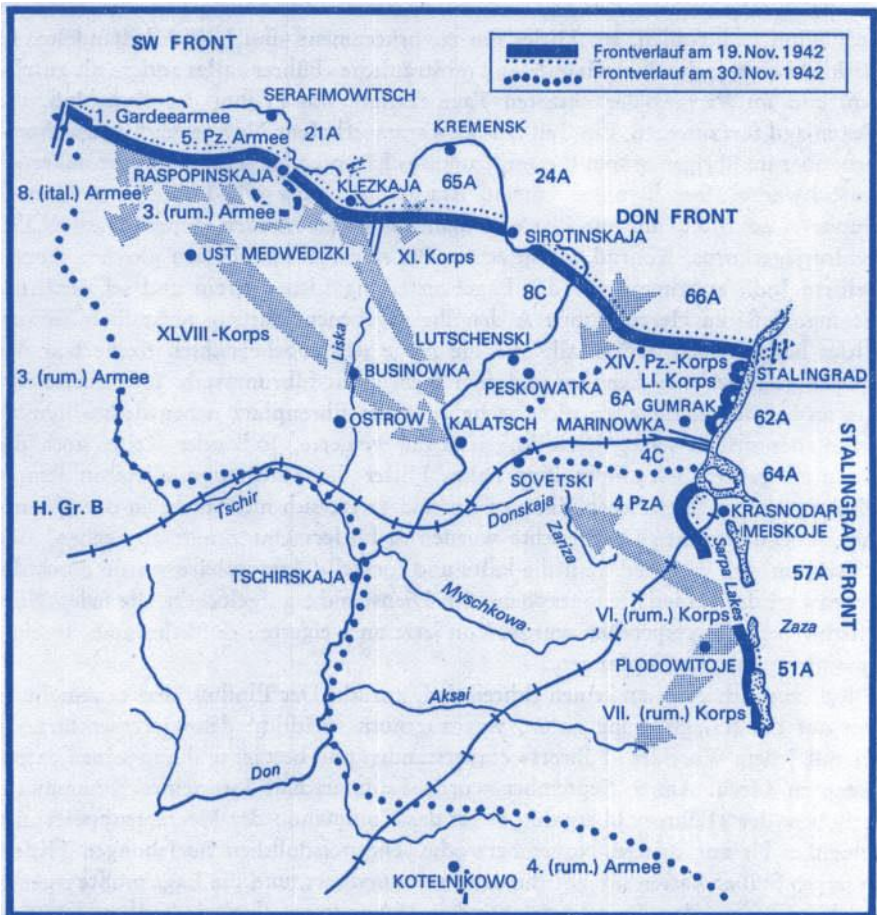 SW FRONT
Frontverlauf am 19. Nov. 1942
Frontverlauf am 30. Nov. 1942
SERAFIMOWITSCH
1. Gardeearmee
5. Pz. Armee
21A
KREMENSK
RASPOPINSKAJA
KLEZKAJA
65A
24A
8. (ital.) Armee
3. (rum.) Armee
DON FRONT
SIROTINSKAJA
UST MEDWEDIZKI
XI. Korps
8C
66A
XLVIII-Korps
Liska
LUTSCHENSKI
XIV. Pz.-Korps
STALINGRAD
3. (rum.) Armee
BUSINOWKA
PESKOWATKA
LI. Korps
6A
GUMRAK
62A
OSTROW
KALATSCH
MARINOWKA
4C
STALINGRAD FRONT
64A
SOVETSKI
H. Gr. B
Tschir
Donskaja
Zariza
4 PzA
KRASNODAR
MEISKOJE
TSCHIRSKAJA
Myschkowa
Sarpa Lakes
57A
VI. (rum) Korps
Zaza
PLODOWITOJE
51A
Aksai
VII. (rum) Korps
Don
KOTELNIKOWO
4. (rum.) Armee